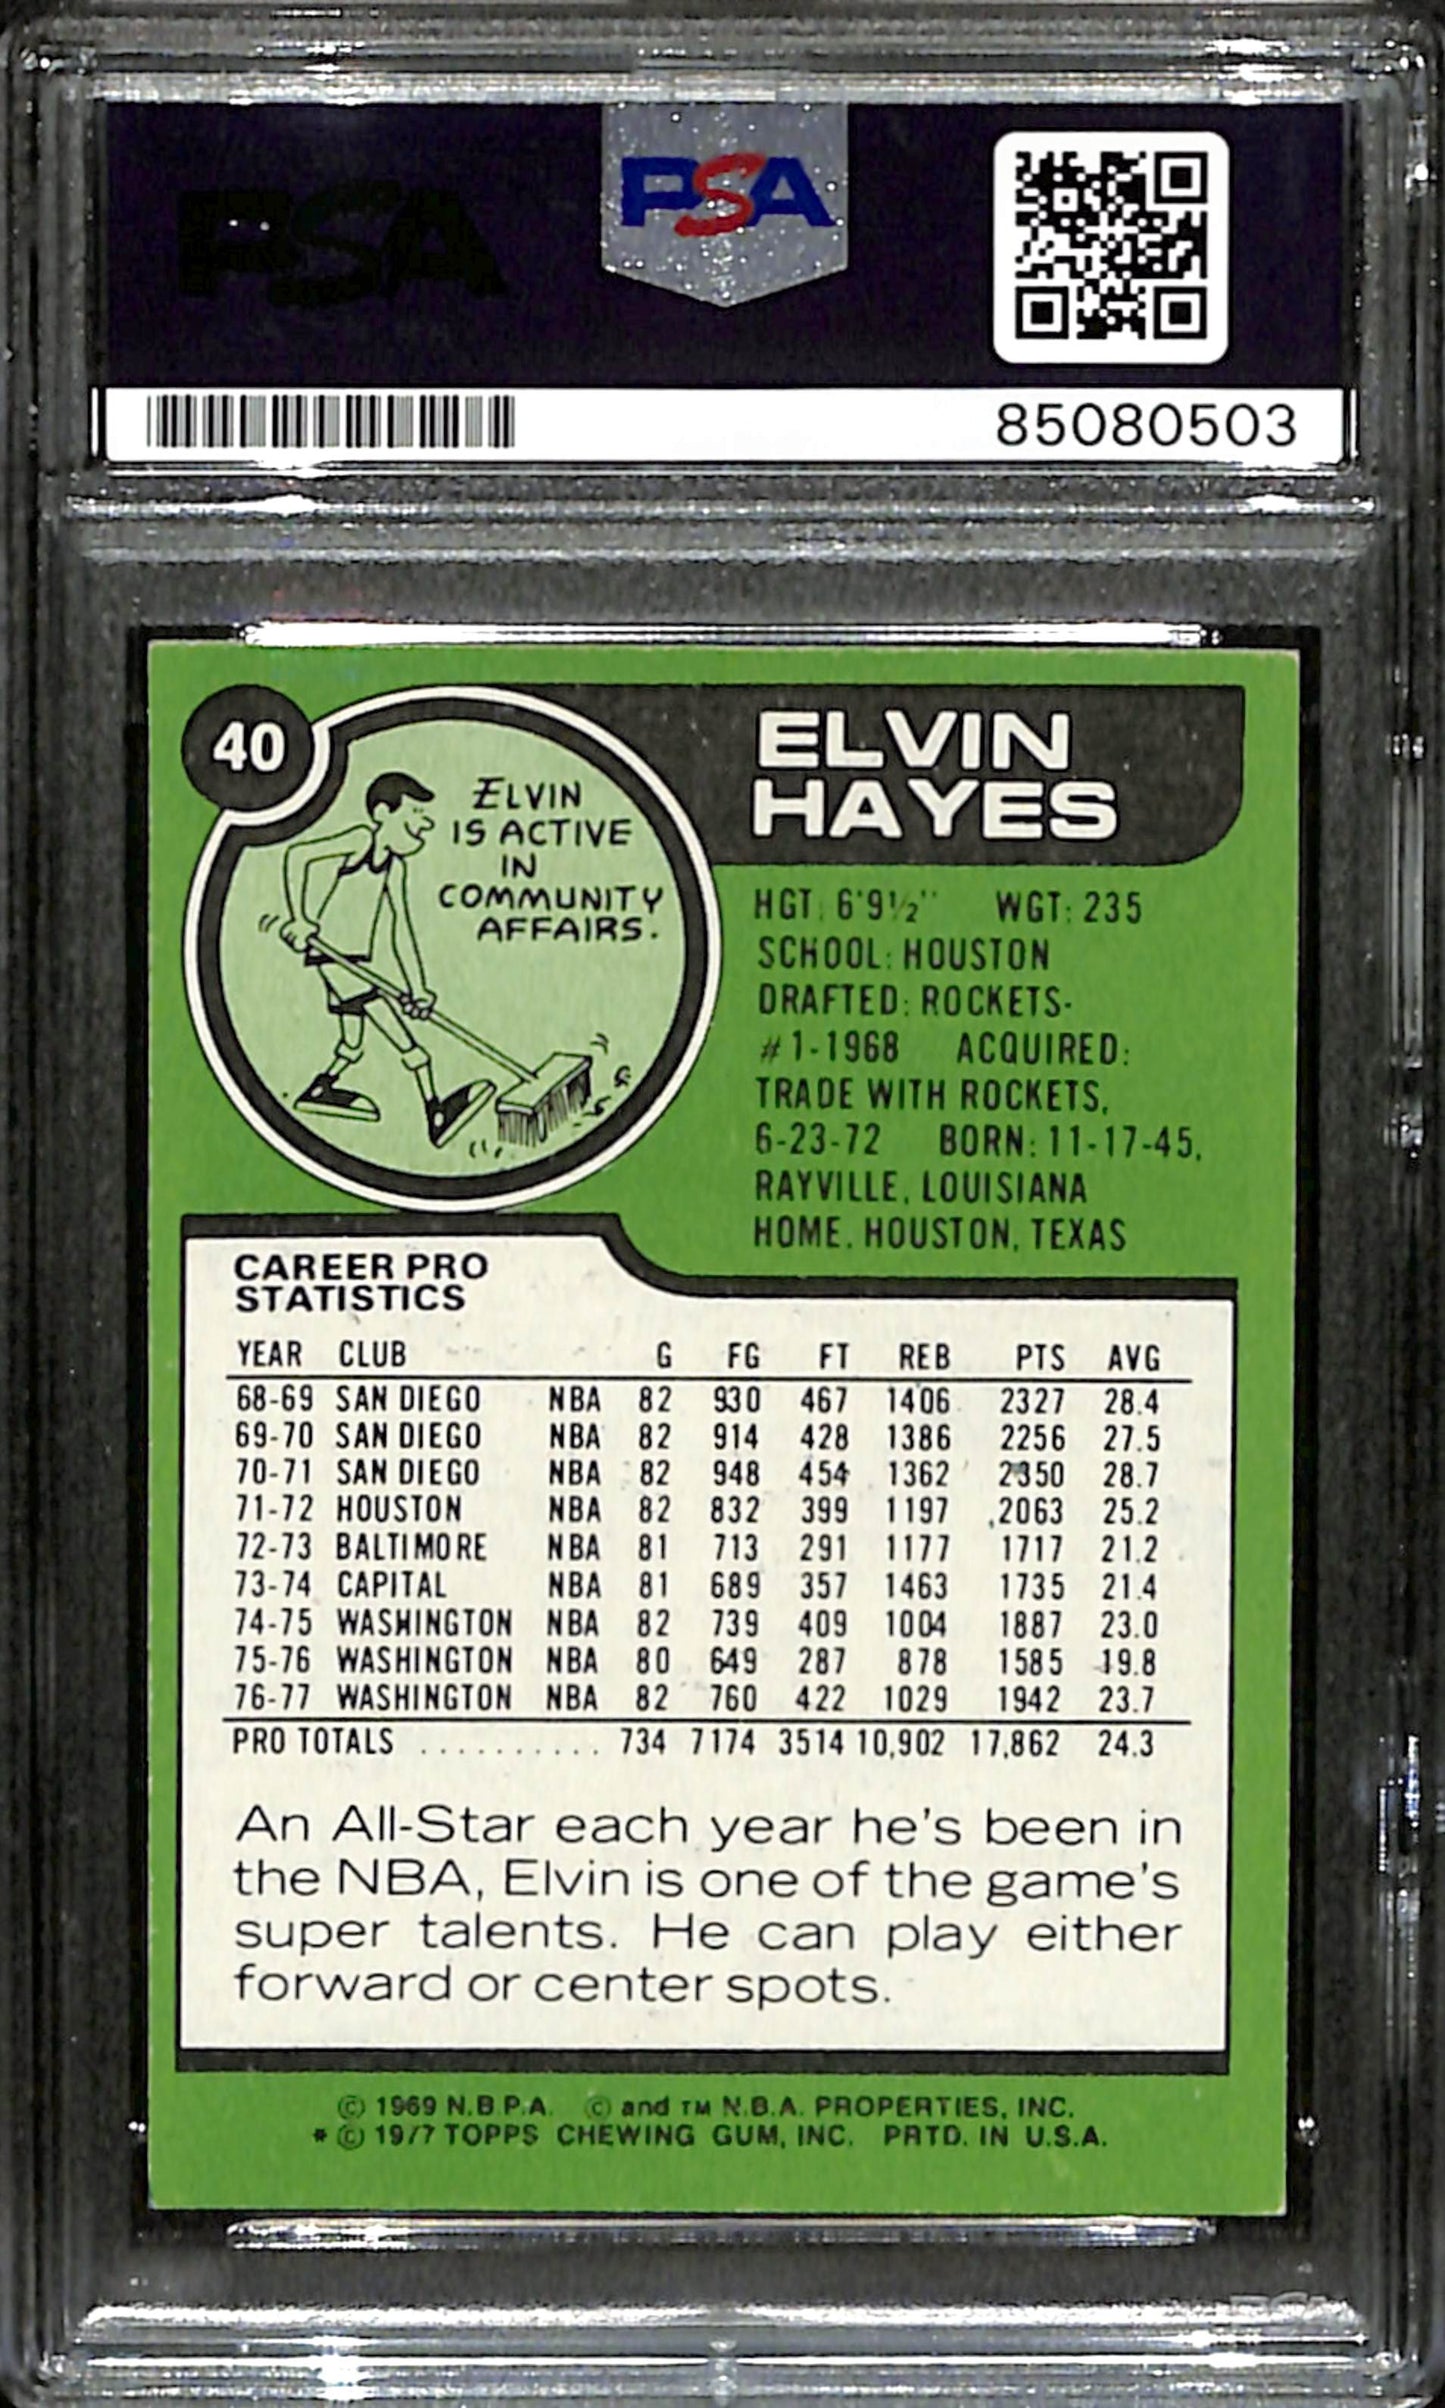 PSA
PSA
85080503
40
ELVIN
HAYES
ELVIN
IS ACTIVE
IN
COMMUNITY
AFFAIRS.
HGT: 6'9½" WGT: 235
SCHOOL: HOUSTON
DRAFTED: ROCKETS-
#1-1968 ACQUIRED:
TRADE WITH ROCKETS,
6-23-72 BORN: 11-17-45,
RAYVILLE, LOUISIANA
HOME. HOUSTON, TEXAS
CAREER PRO
STATISTICS
YEAR CLUB G FG FT REB PTS AVG
68-69 SAN DIEGO NBA 82 930 467 1406 2327 28.4
69-70 SAN DIEGO NBA 82 914 428 1386 2256 27.5
70-71 SAN DIEGO NBA 82 948 454 1362 2350 28.7
71-72 HOUSTON NBA 82 832 399 1197 2063 25.2
72-73 BALTIMORE NBA 81 713 291 1177 1717 21.2
73-74 CAPITAL NBA 81 689 357 1463 1735 21.4
74-75 WASHINGTON NBA 82 739 409 1004 1887 23.0
75-76 WASHINGTON NBA 80 649 287 878 1585 19.8
76-77 WASHINGTON NBA 82 760 422 1029 1942 23.7
PRO TOTALS .......... 734 7174 3514 10,902 17,862 24.3
An All-Star each year he's been in
the NBA, Elvin is one of the game's
super talents. He can play either
forward or center spots.
© 1969 N.B.P.A. © and TM N.B.A. PROPERTIES, INC.
* © 1977 TOPPS CHEWING GUM, INC. PRTD. IN U.S.A.
PSA